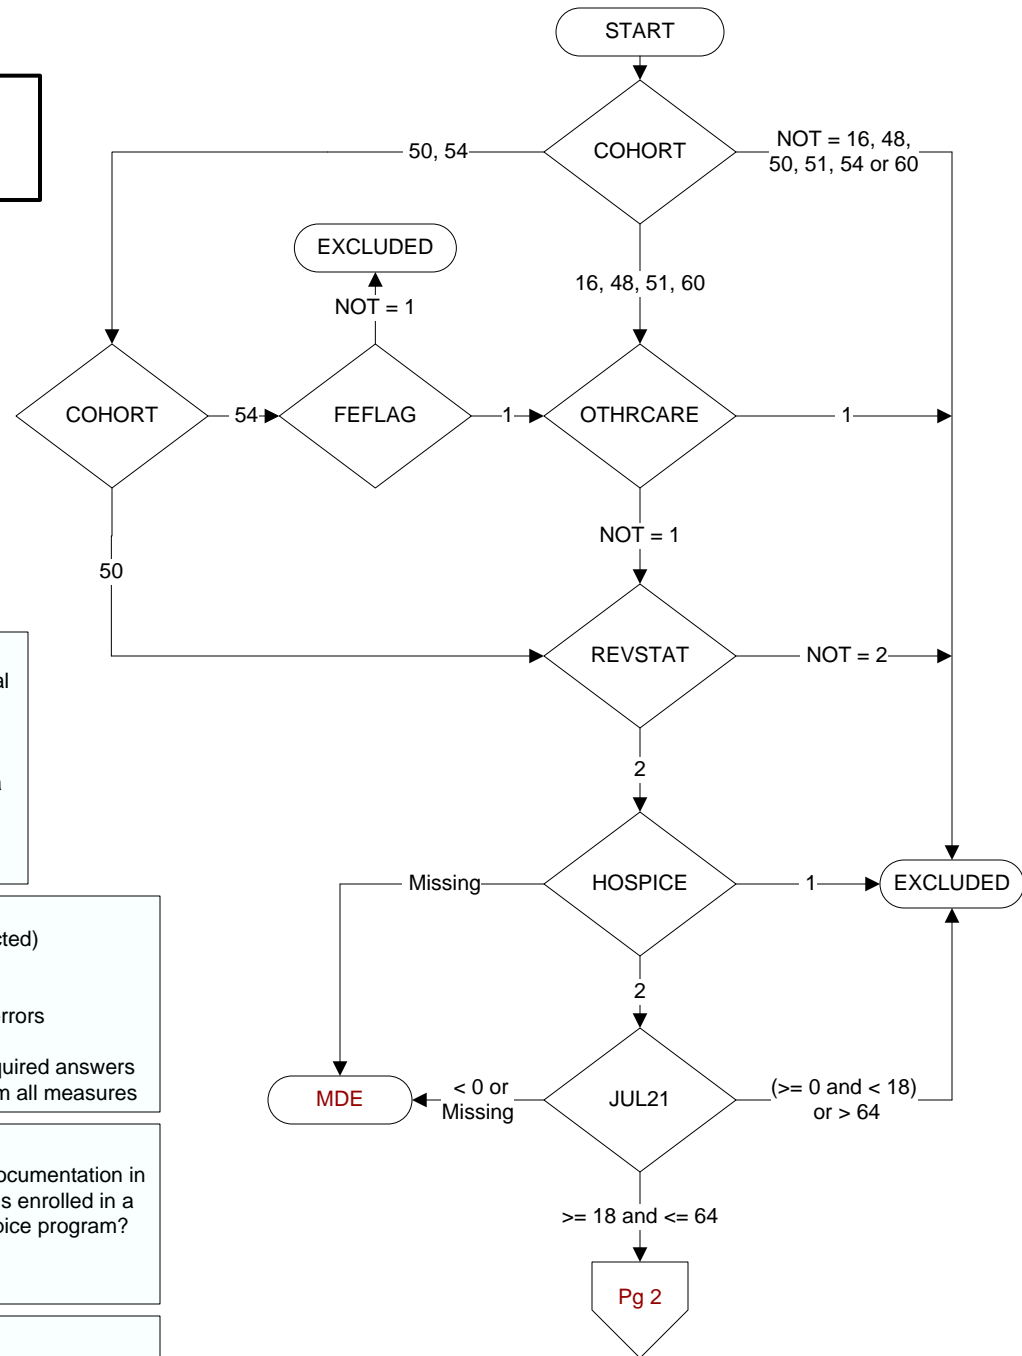 START
COHORT
50, 54
NOT = 16, 48,
50, 51, 54 or 60
EXCLUDED
NOT = 1
16, 48, 51, 60
COHORT
54
FEFLAG
1
OTHRCARE
1
NOT = 1
50
REVSTAT
NOT = 2
2
Missing
HOSPICE
1
EXCLUDED
2
MDE
< 0 or
Missing
JUL21
(>= 0 and < 18)
or > 64
>= 18 and <= 64
Pg 2
al
a
cted)
errors
quired answers
m all measures
ocumentation in
s enrolled in a
oice program?